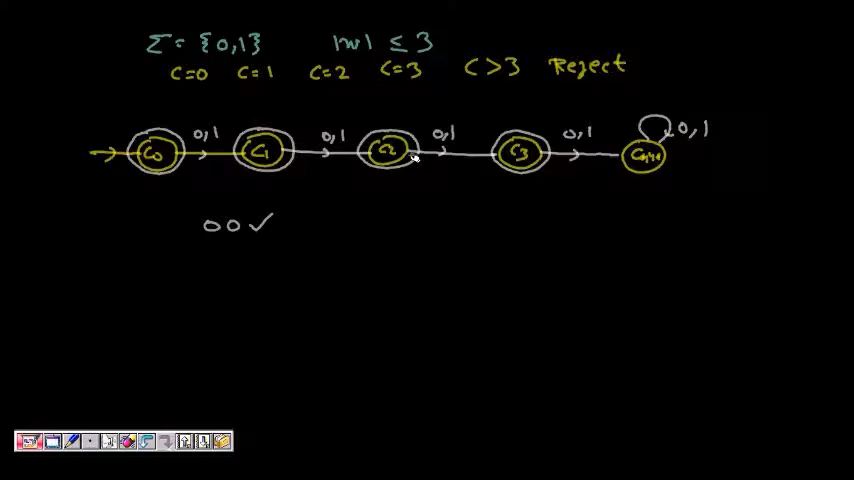 Σ = {0,1} |w| ≤ 3
C=0 C=1 C=2 C=3 C>3 Reject
0,1 0,1 0,1 0,1 0,1
C0 C1 C2 C3
00✓